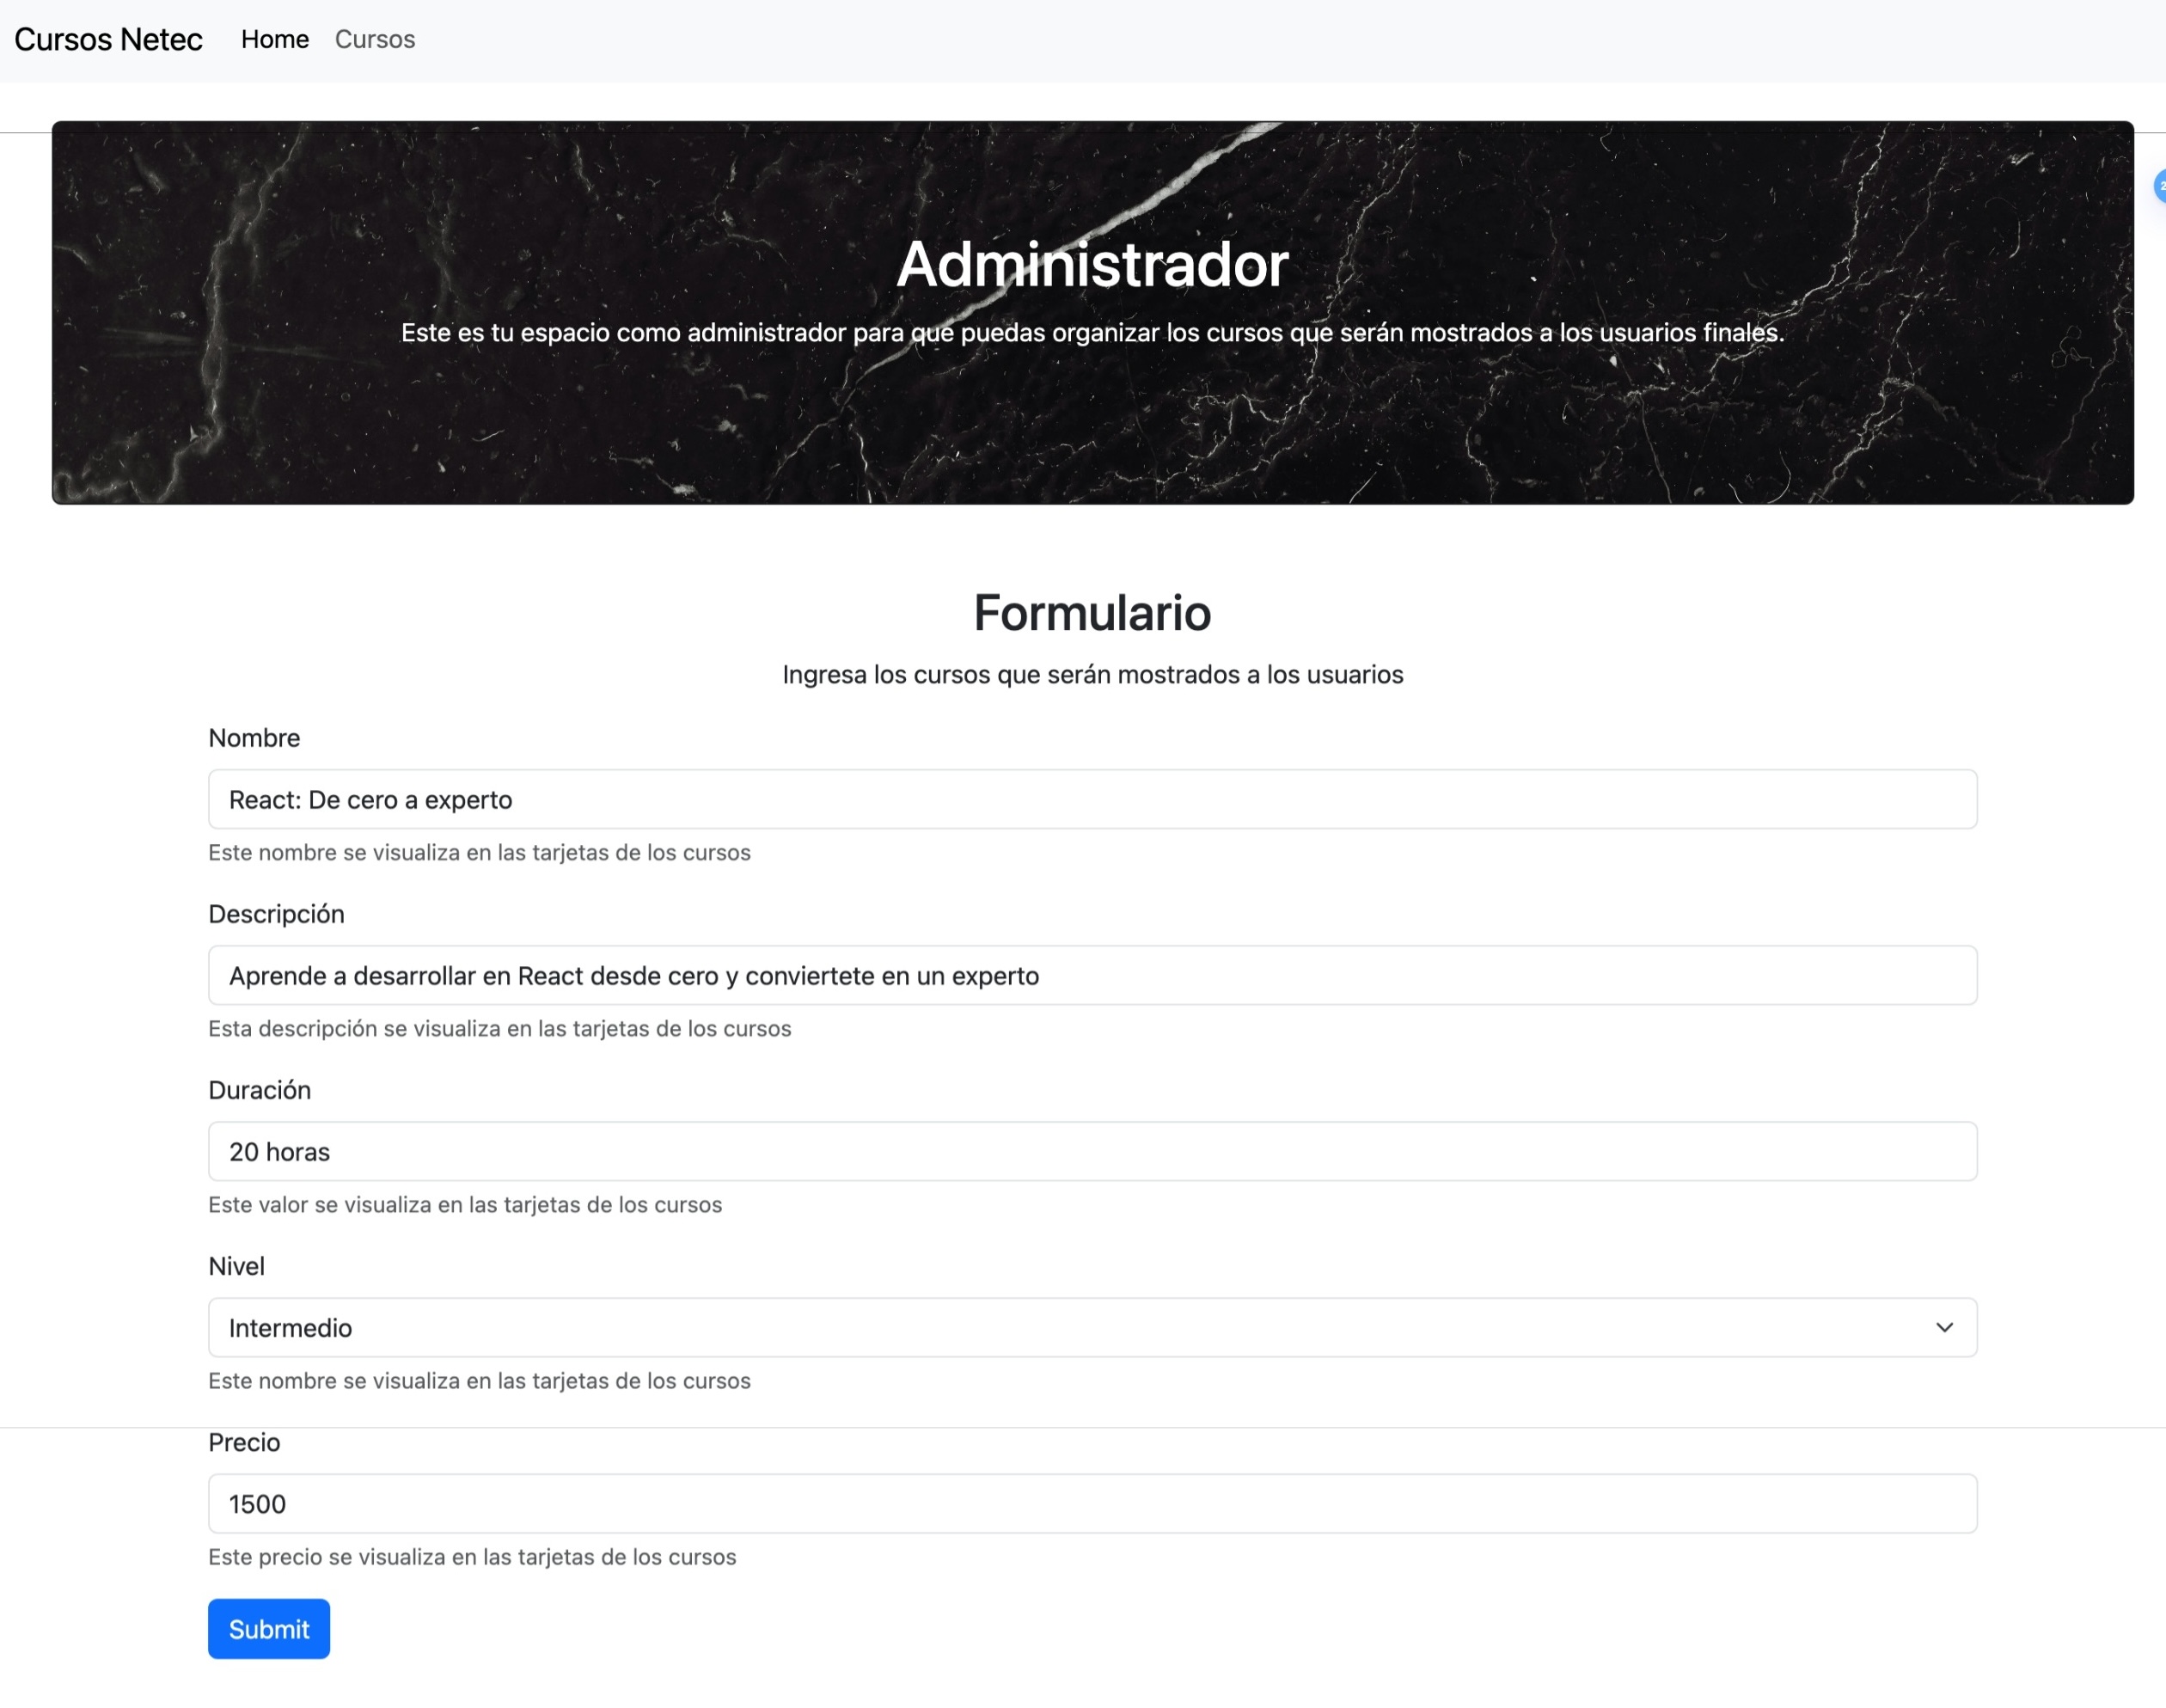 Cursos Netec Home Cursos
Administrador
Este es tu espacio como administrador para que puedas organizar los cursos que serán mostrados a los usuarios finales.
Formulario
Ingresa los cursos que serán mostrados a los usuarios
Nombre
React: De cero a experto
Este nombre se visualiza en las tarjetas de los cursos
Descripción
Aprende a desarrollar en React desde cero y conviertete en un experto
Esta descripción se visualiza en las tarjetas de los cursos
Duración
20 horas
Este valor se visualiza en las tarjetas de los cursos
Nivel
Intermedio
Este nombre se visualiza en las tarjetas de los cursos
Precio
1500
Este precio se visualiza en las tarjetas de los cursos
Submit